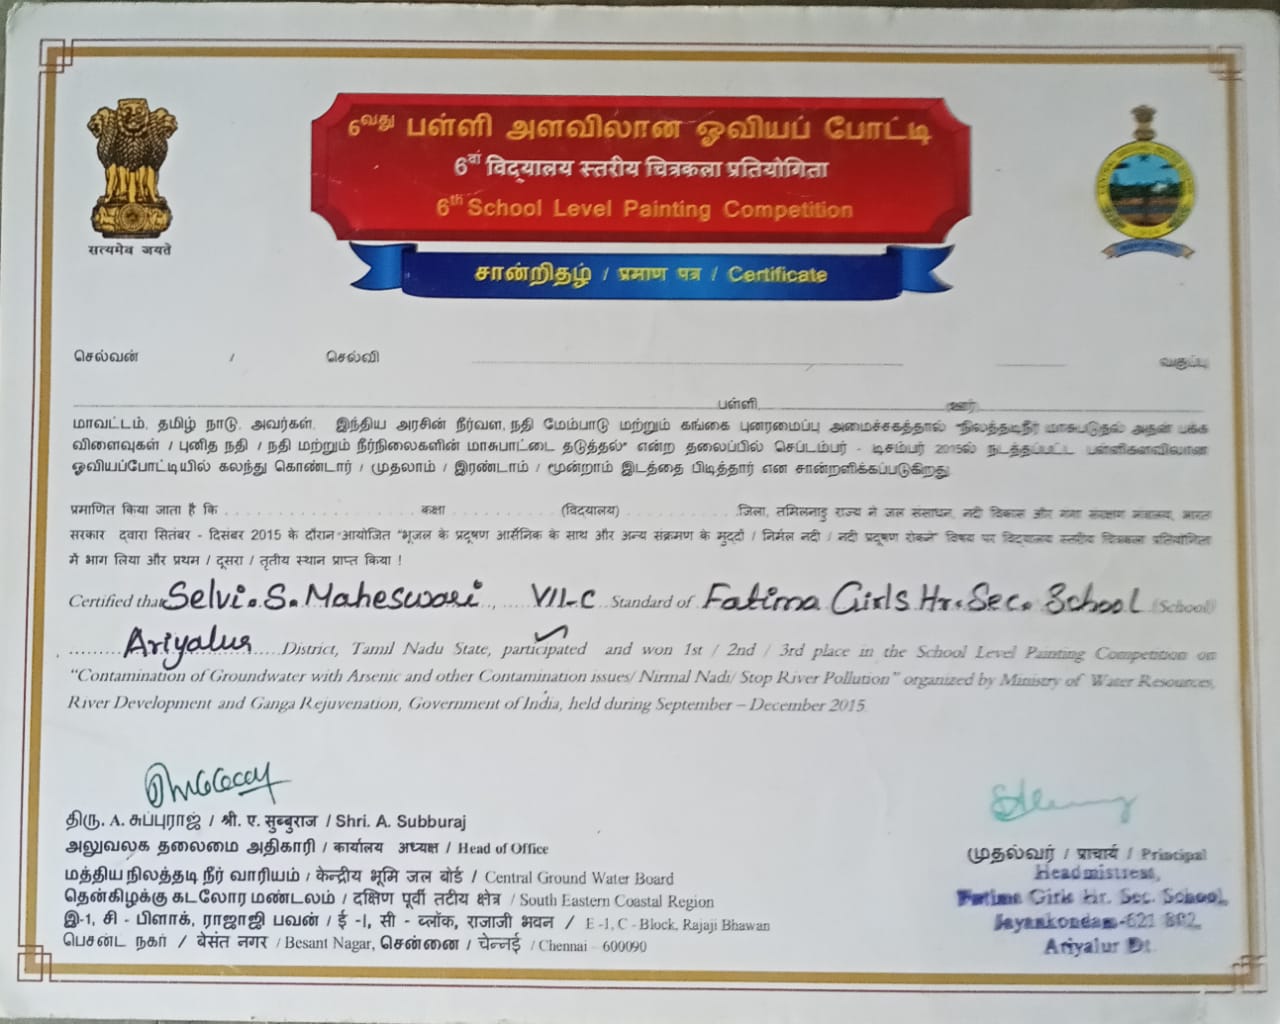 6வது பள்ளி அளவிலான ஓவியப் போட்டி
6वां विद्यालय स्तरीय चित्रकला प्रतियोगिता
6th School Level Painting Competition
सत्यमेव जयते
சான்றிதழ் / प्रमाण पत्र / Certificate
செல்வன் / செல்வி வகுப்பு
பள்ளி, ஊர்,
மாவட்டம், தமிழ் நாடு, அவர்கள், இந்திய அரசின் நீர்வள, நதி மேம்பாடு மற்றும் கங்கை புனரமைப்பு அமைச்சகத்தால் "நிலத்தடிநீர் மாசுபடுதல் அதன் பக்க
விளைவுகள் / புனித நதி / நதி மற்றும் நீர்நிலைகளின் மாசுபாட்டை தடுத்தல்" என்ற தலைப்பில் செப்டம்பர் - டிசம்பர் 2015ல் நடத்தப்பட்ட பள்ளிகளவிலான
ஓவியப்போட்டியில் கலந்து கொண்டார் / முதலாம் / இரண்டாம் / மூன்றாம் இடத்தை பிடித்தார் என சான்றளிக்கப்படுகிறது.
प्रमाणित किया जाता है कि कक्षा (विद्यालय) जिला, तमिलनाडु राज्य ने जल संसाधन, नदी विकास और गंगा संरक्षण मंत्रालय, भारत
सरकार द्वारा सितंबर - दिसंबर 2015 के दौरान आयोजित "भूजल के प्रदूषण आर्सेनिक के साथ और अन्य संक्रमण के मुद्दों / निर्मल नदी / नदी प्रदूषण रोकने" विषय पर विद्यालय स्तरीय चित्रकला प्रतियोगिता
में भाग लिया और प्रथम / दूसरा / तृतीय स्थान प्राप्त किया !
Certified that Selvi. S. Maheswari, VII-C Standard of Fatima Girls Hr. Sec. School (School)
Ariyalur District, Tamil Nadu State, participated and won 1st / 2nd / 3rd place in the School Level Painting Competition on
"Contamination of Groundwater with Arsenic and other Contamination issues/ Nirmal Nadi/ Stop River Pollution" organized by Ministry of Water Resources,
River Development and Ganga Rejuvenation, Government of India, held during September – December 2015.
திரு. A. சுப்புராஜ் / श्री. ए. सुब्बुराज / Shri. A. Subburaj
அலுவலக தலைமை அதிகாரி / कार्यालय अध्यक्ष / Head of Office
மத்திய நிலத்தடி நீர் வாரியம் / केन्द्रीय भूमि जल बोर्ड / Central Ground Water Board
தென்கிழக்கு கடலோர மண்டலம் / दक्षिण पूर्वी तटीय क्षेत्र / South Eastern Coastal Region
இ-1, சி - பிளாக், ராஜாஜி பவன் / ई -I, सी - ब्लॉक, राजाजी भवन / E -1, C - Block, Rajaji Bhawan
பெசன்ட நகர் / बेसंत नगर / Besant Nagar, சென்னை / चेन्नई / Chennai - 600090
முதல்வர் / प्राचार्य / Principal
Headmistress,
Fatima Girls Hr. Sec. School,
Jayankondam-621 802,
Ariyalur Dt.